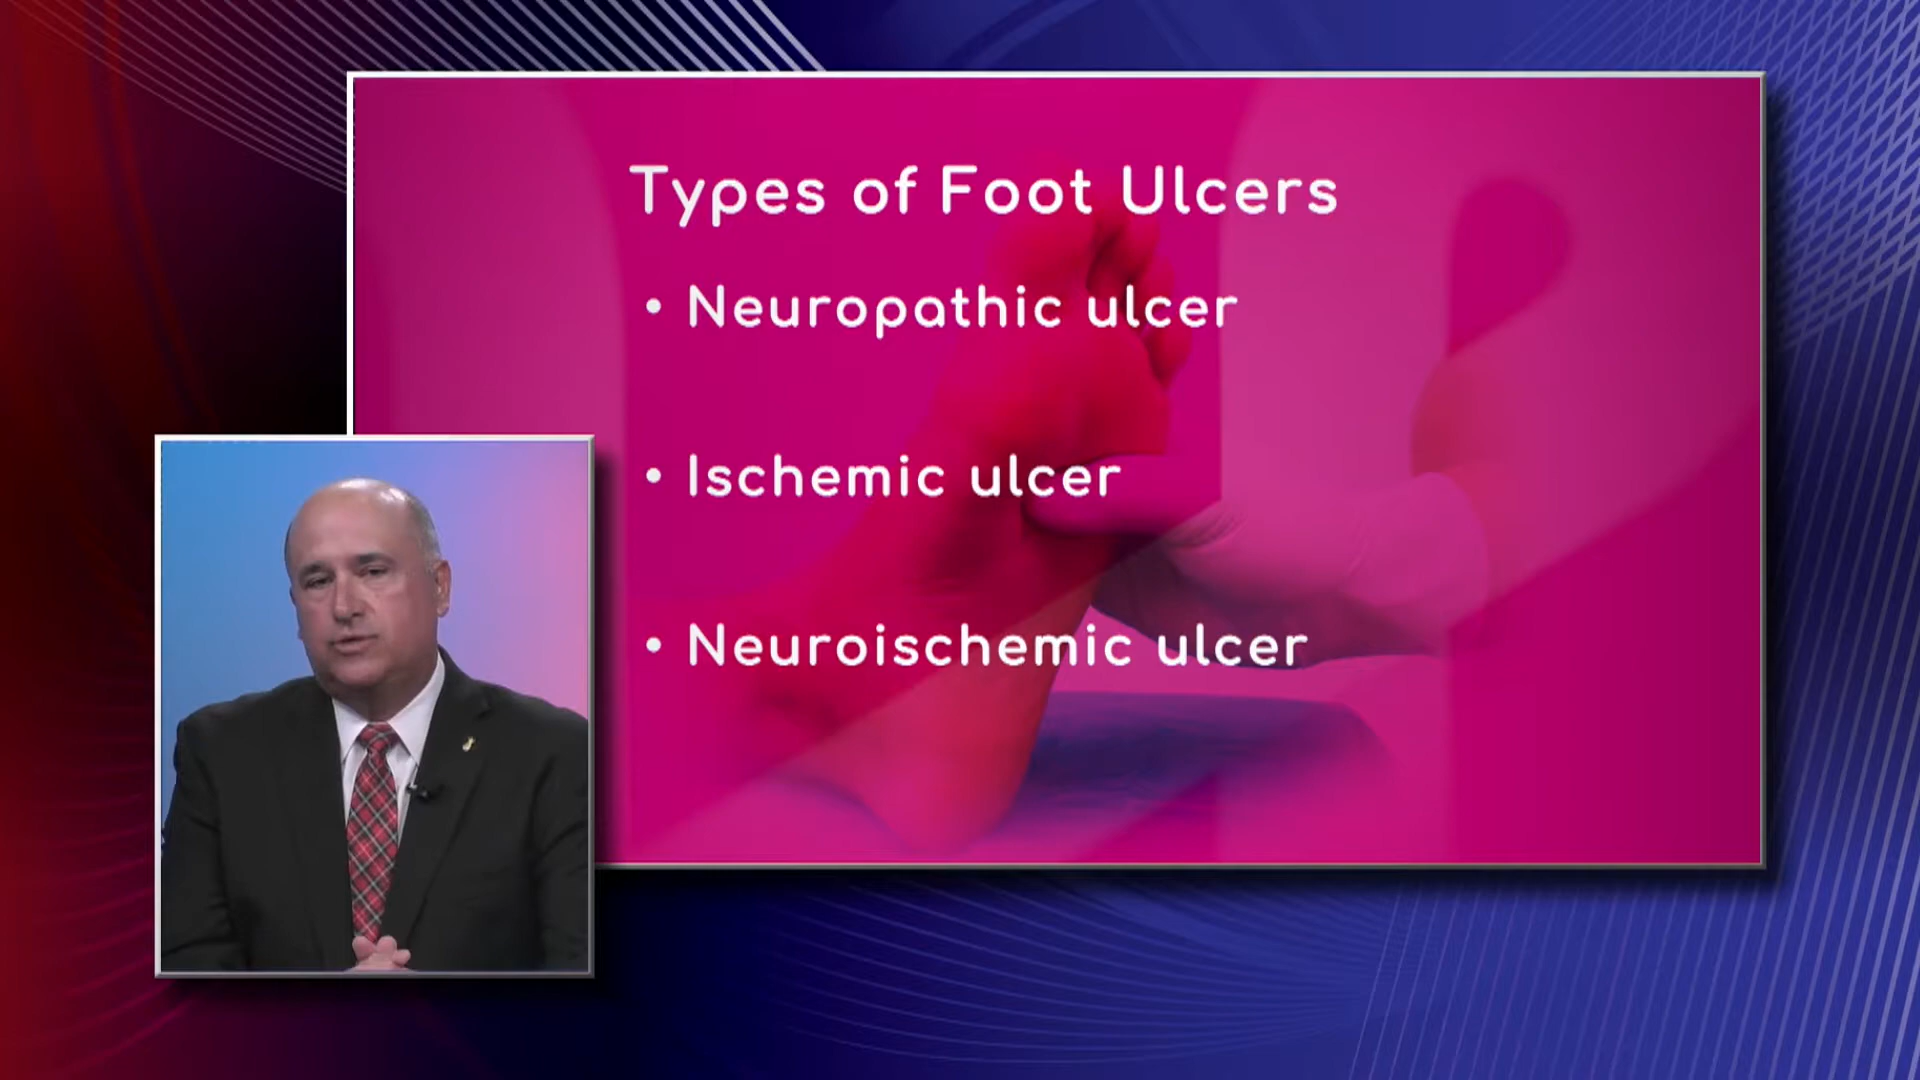 Types of Foot Ulcers
• Neuropathic ulcer
• Ischemic ulcer
• Neuroischemic ulcer